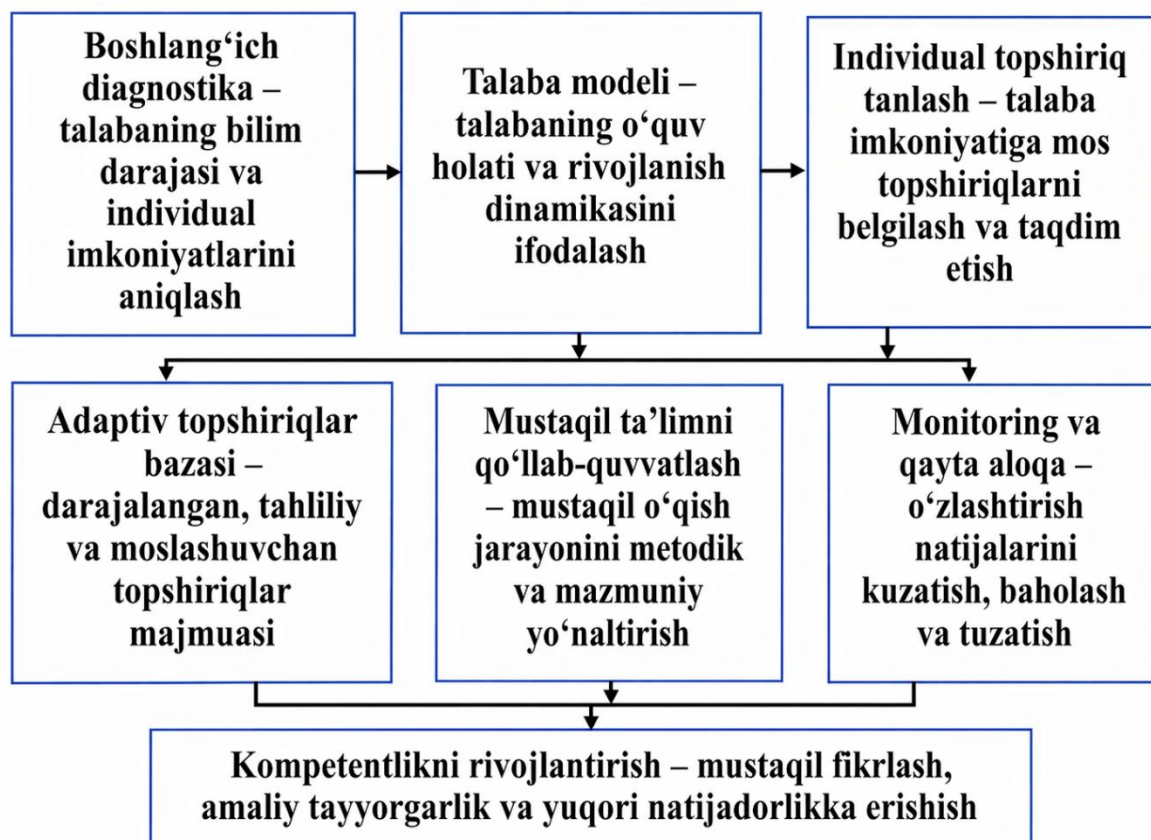 Boshlang‘ich
diagnostika –
talabaning bilim
darajasi va
individual
imkoniyatlarini
aniqlash
Talaba modeli –
talabaning o‘quv
holati va rivojlanish
dinamikasini
ifodalash
Individual topshiriq
tanlash – talaba
imkoniyatiga mos
topshiriqlarni
belgilash va taqdim
etish
Adaptiv topshiriqlar
bazasi –
darajalangan, tahliliy
va moslashuvchan
topshiriqlar
majmuasi
Mustaqil ta’limni
qo‘llab-quvvatlash
– mustaqil o‘qish
jarayonini metodik
va mazmuniy
yo‘naltirish
Monitoring va
qayta aloqa –
o‘zlashtirish
natijalarini
kuzatish, baholash
va tuzatish
Kompetentlikni rivojlantirish – mustaqil fikrlash,
amaliy tayyorgarlik va yuqori natijadorlikka erishish